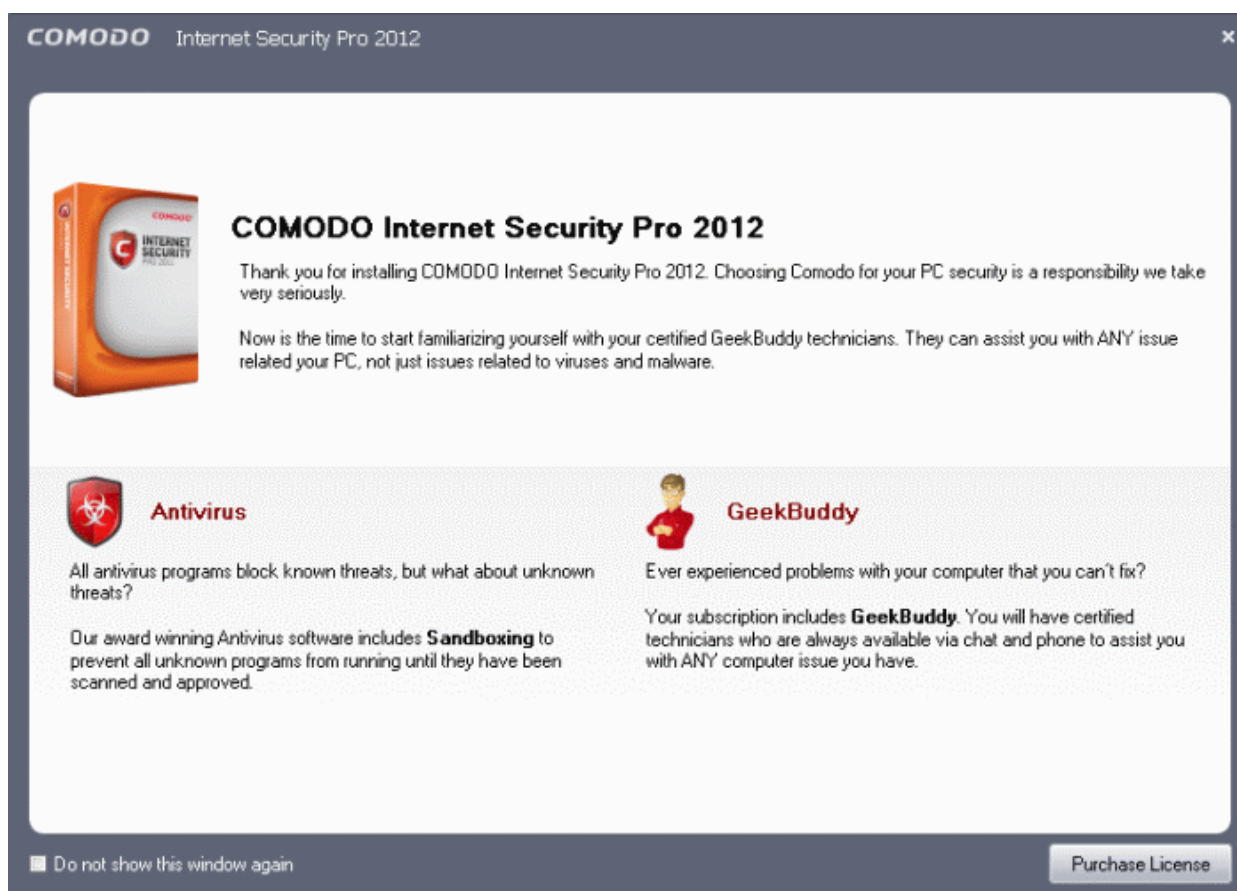 COMODO Internet Security Pro 2012
COMODO
INTERNET
SECURITY
PRO 2011
COMODO Internet Security Pro 2012
Thank you for installing COMODO Internet Security Pro 2012. Choosing Comodo for your PC security is a responsibility we take
very seriously.
Now is the time to start familiarizing yourself with your certified GeekBuddy technicians. They can assist you with ANY issue
related your PC, not just issues related to viruses and malware.
Antivirus
All antivirus programs block known threats, but what about unknown
threats?
Our award winning Antivirus software includes Sandboxing to
prevent all unknown programs from running until they have been
scanned and approved.
GeekBuddy
Ever experienced problems with your computer that you can't fix?
Your subscription includes GeekBuddy. You will have certified
technicians who are always available via chat and phone to assist you
with ANY computer issue you have.
Do not show this window again
Purchase License